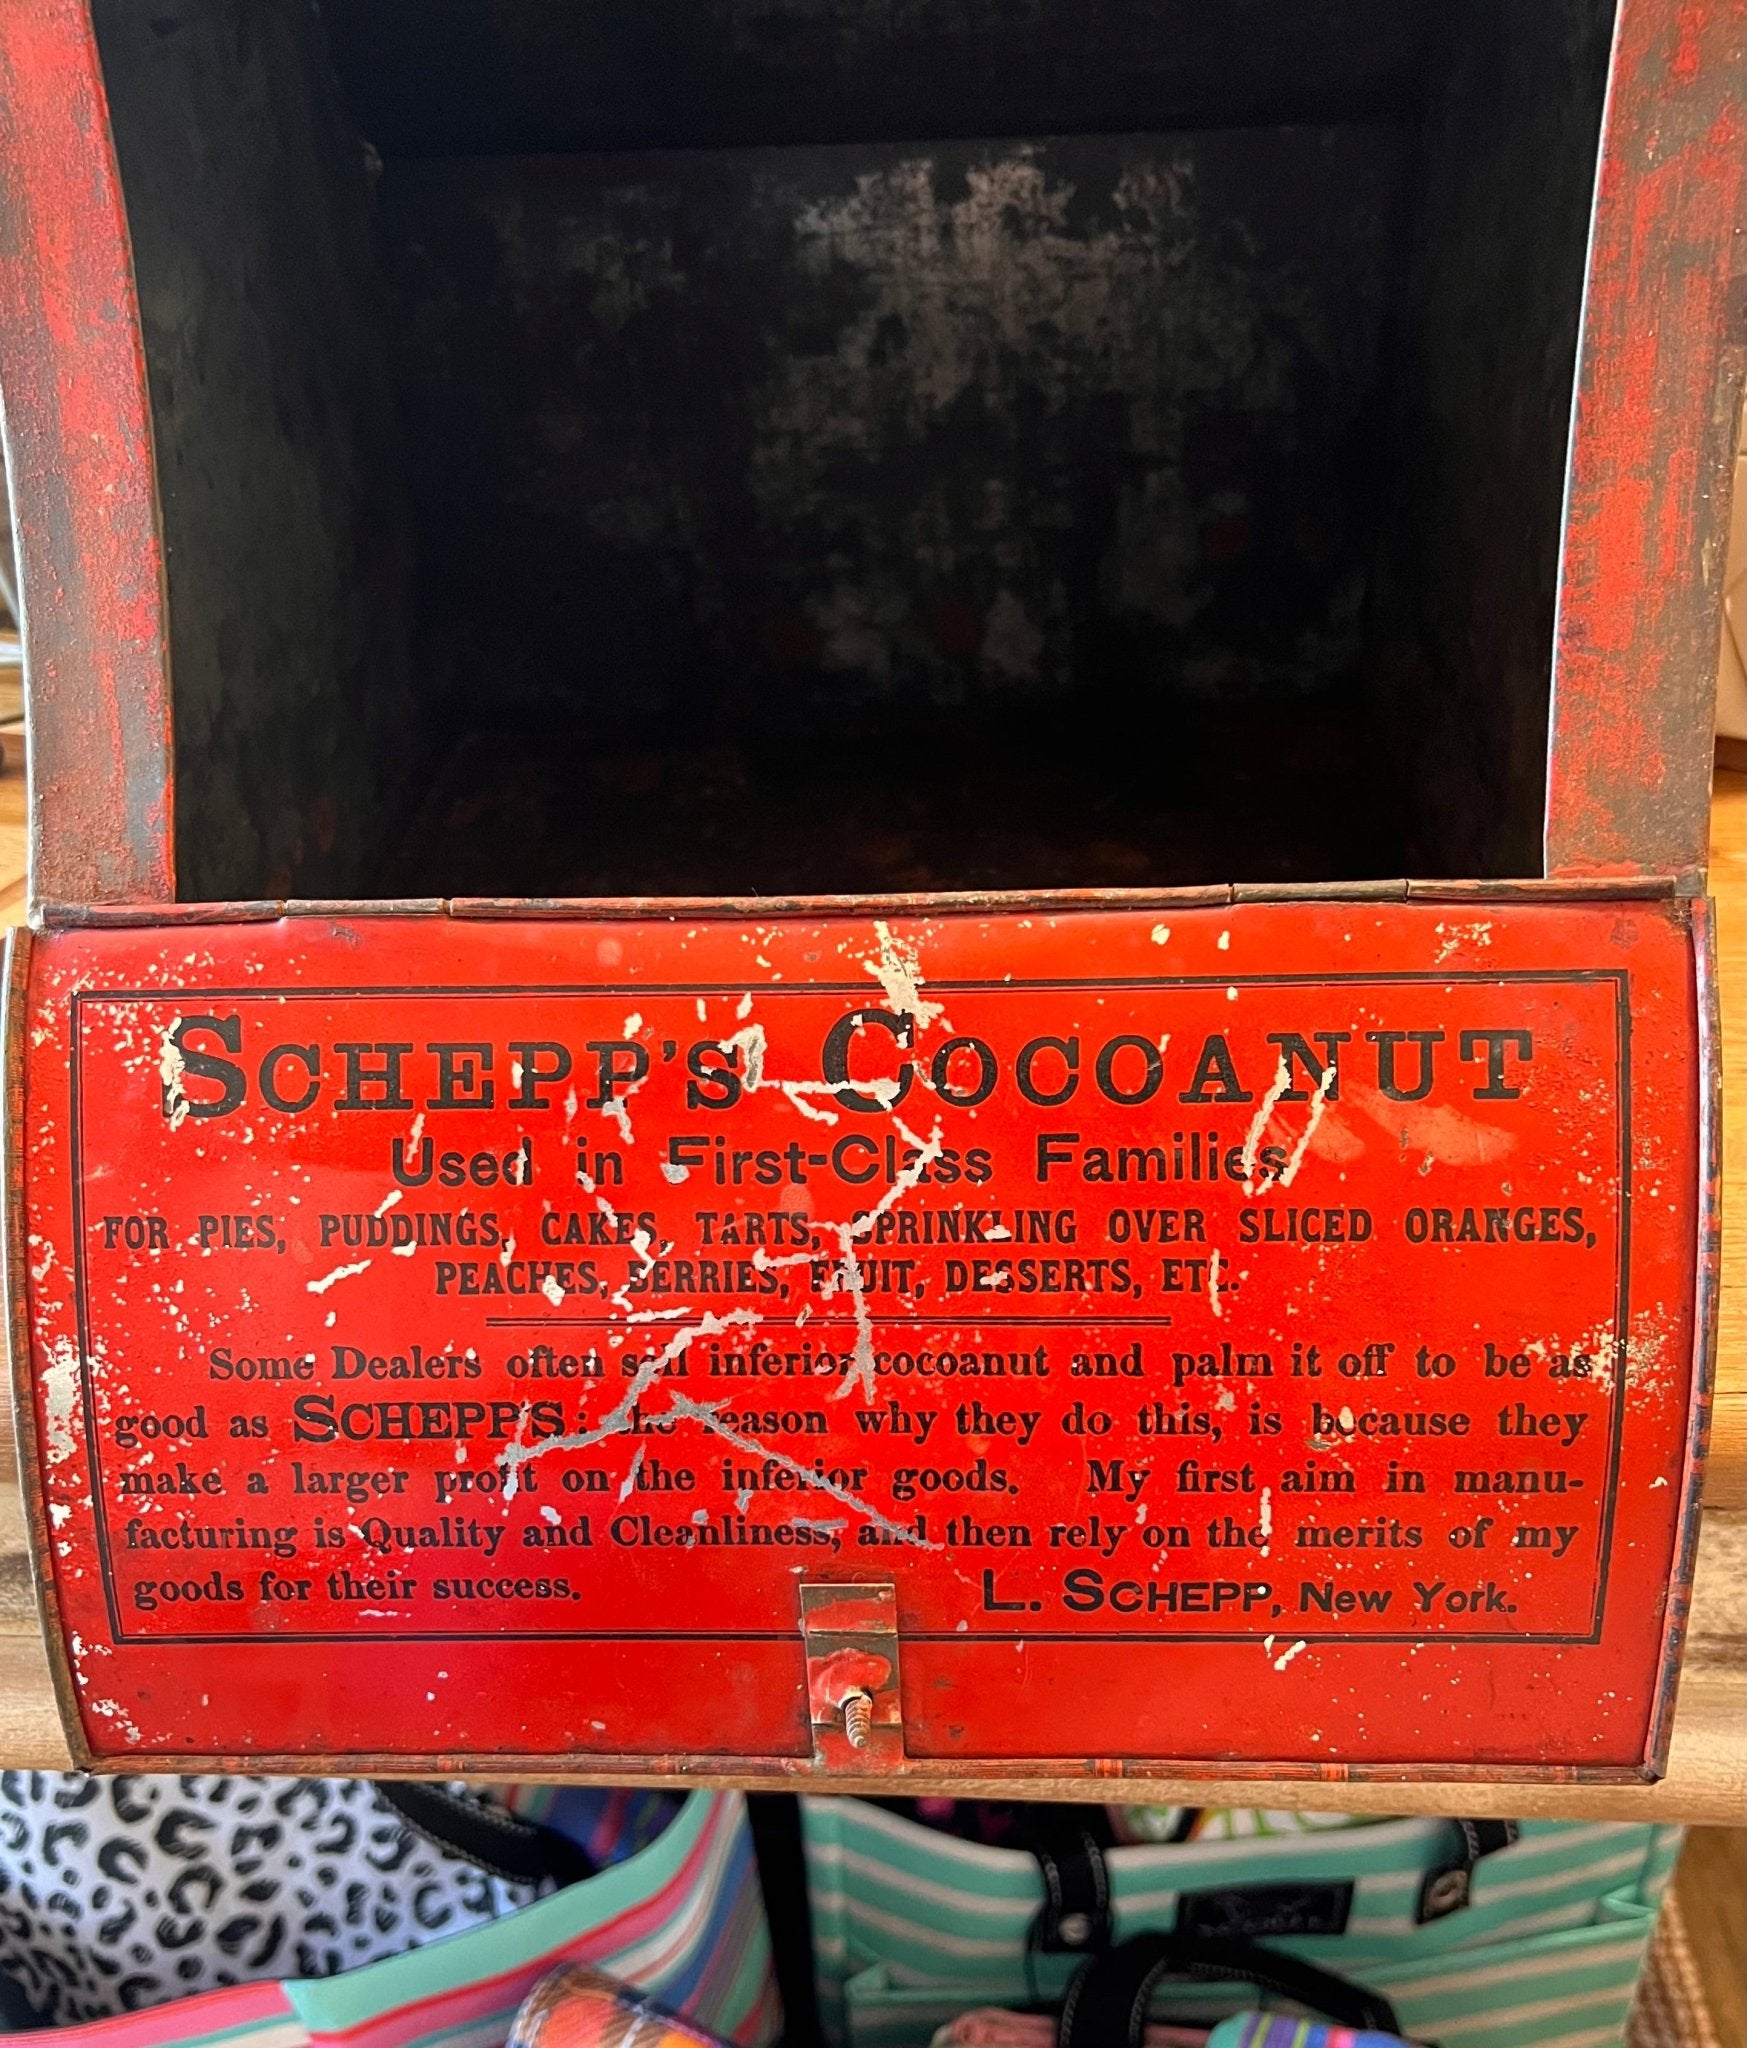 SCHEPP'S COCOANUT
Used in First-Class Families
FOR PIES, PUDDINGS, CAKES, TARTS, SPRINKLING OVER SLICED ORANGES,
PEACHES, BERRIES, FRUIT, DESSERTS, ETC.
Some Dealers often sell inferior cocoanut and palm it off to be as
good as SCHEPP'S: the reason why they do this, is because they
make a larger profit on the inferior goods. My first aim in manu-
facturing is Quality and Cleanliness, and then rely on the merits of my
goods for their success.
L. SCHEPP, New York.